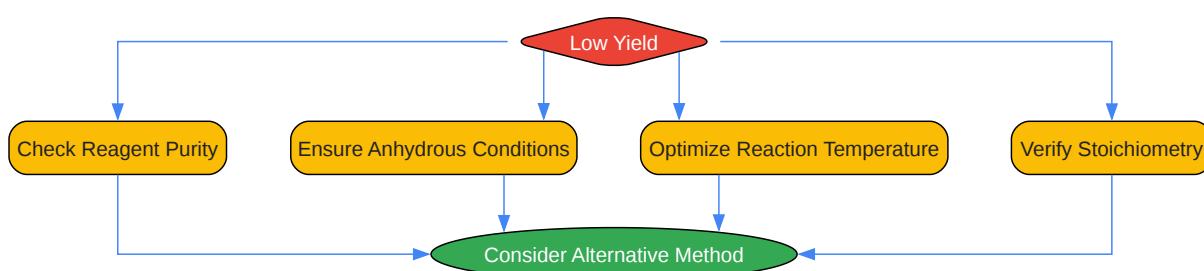 Low Yield
Check Reagent Purity
Ensure Anhydrous Conditions
Optimize Reaction Temperature
Verify Stoichiometry
Consider Alternative Method